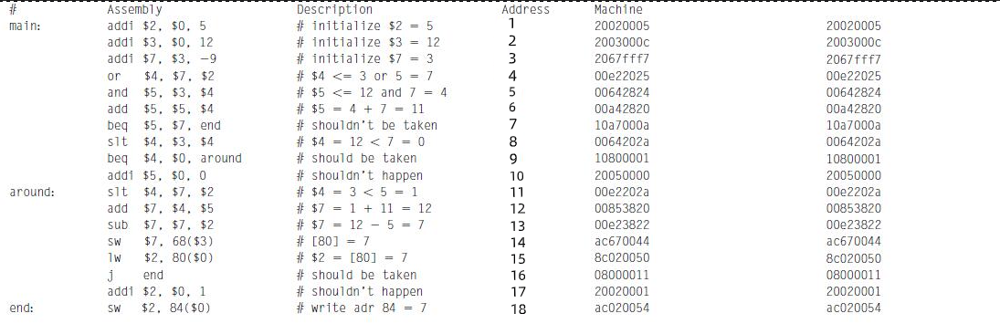 # Assembly Description Address Machine
main: addi $2, $0, 5 # initialize $2 = 5 1 20020005 20020005
addi $3, $0, 12 # initialize $3 = 12 2 2003000c 2003000c
addi $7, $3, −9 # initialize $7 = 3 3 2067fff7 2067fff7
or $4, $7, $2 # $4 <= 3 or 5 = 7 4 00e22025 00e22025
and $5, $3, $4 # $5 <= 12 and 7 = 4 5 00642824 00642824
add $5, $5, $4 # $5 = 4 + 7 = 11 6 00a42820 00a42820
beq $5, $7, end # shouldn't be taken 7 10a7000a 10a7000a
slt $4, $3, $4 # $4 = 12 < 7 = 0 8 0064202a 0064202a
beq $4, $0, around # should be taken 9 10800001 10800001
addi $5, $0, 0 # shouldn't happen 10 20050000 20050000
around: slt $4, $7, $2 # $4 = 3 < 5 = 1 11 00e2202a 00e2202a
add $7, $4, $5 # $7 = 1 + 11 = 12 12 00853820 00853820
sub $7, $7, $2 # $7 = 12 − 5 = 7 13 00e23822 00e23822
sw $7, 68($3) # [80] = 7 14 ac670044 ac670044
lw $2, 80($0) # $2 = [80] = 7 15 8c020050 8c020050
j end # should be taken 16 08000011 08000011
addi $2, $0, 1 # shouldn't happen 17 20020001 20020001
end: sw $2, 84($0) # write adr 84 = 7 18 ac020054 ac020054